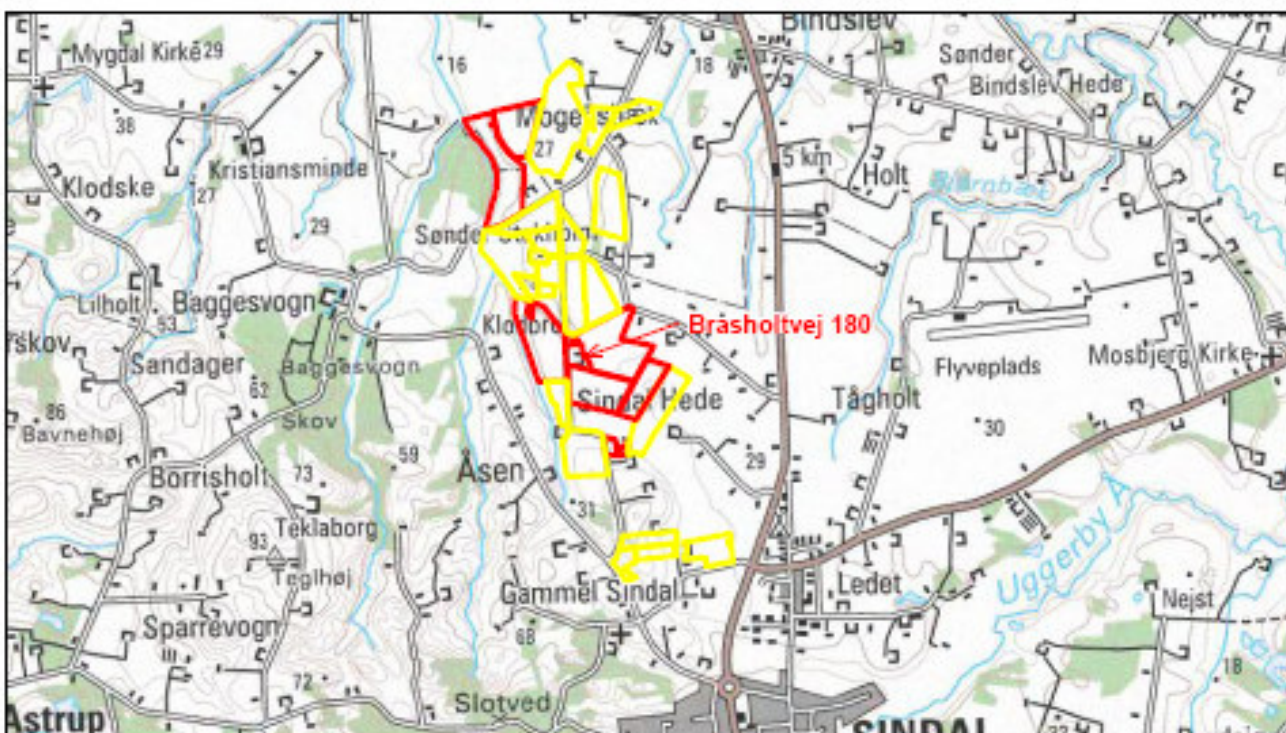 Bindslev
Mygdal Kirke 29
16
18
Sønder
Bindslev Hede
38
27
5 km
Holt
Kristiansminde
Klodske
27
29
Sønder
Lilholt
Baggesvogn
53
Brasholtvej 180
Sandager
Baggesvogn
Flyveplads
Mosbjerg Kirke
62
Sindal Hede
Tågholt
86
Skov
30
Bavnehøj
59
29
Borrisholt
73
Åsen
31
Teklaborg
93
Teglhøj
Uggerby Å
Gammel Sindal
Ledet
Nejst
Sparrevogn
68
18
72
Slotved
Astrup
SINDAL